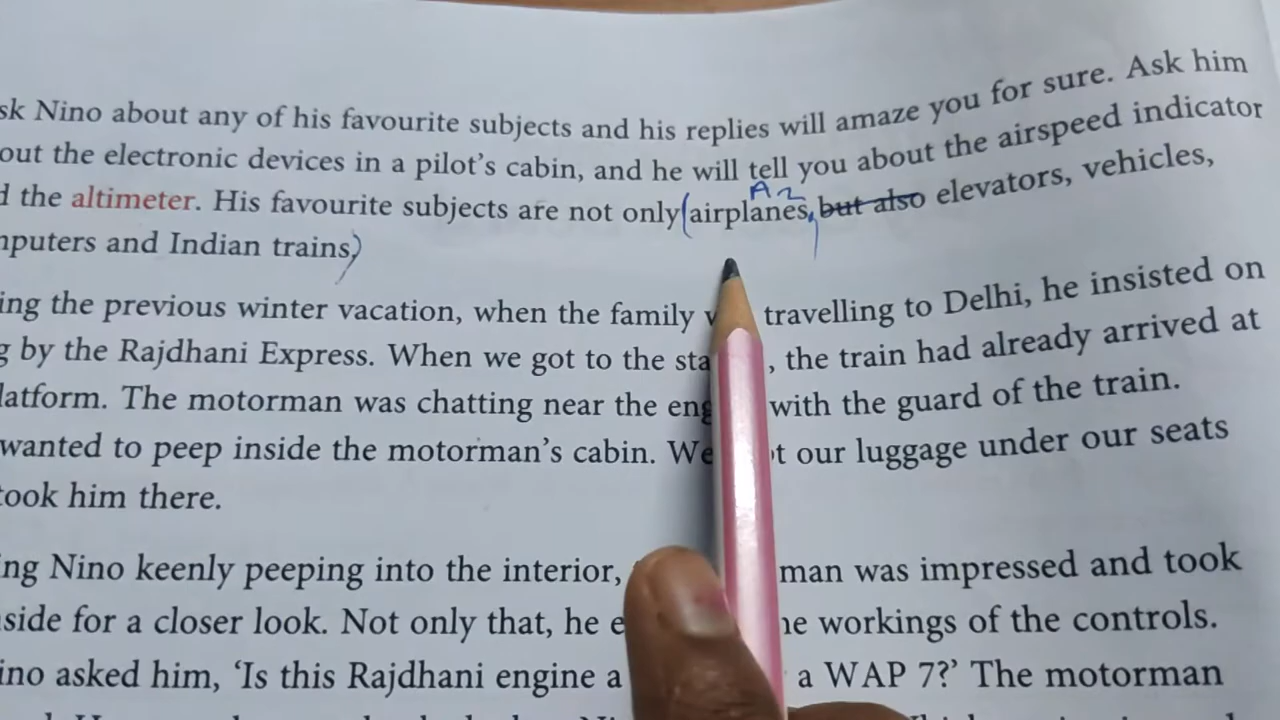 sk Nino about any of his favourite subjects and his replies will amaze you for sure. Ask him
out the electronic devices in a pilot's cabin, and he will tell you about the airspeed indicator
A2
d the altimeter. His favourite subjects are not only (airplanes, but also elevators, vehicles,
mputers and Indian trains,)
ing the previous winter vacation, when the family travelling to Delhi, he insisted on
g by the Rajdhani Express. When we got to the sta , the train had already arrived at
latform. The motorman was chatting near the eng with the guard of the train.
wanted to peep inside the motorman's cabin. We t our luggage under our seats
took him there.
ing Nino keenly peeping into the interior, man was impressed and took
side for a closer look. Not only that, he e he workings of the controls.
ino asked him, 'Is this Rajdhani engine a a WAP 7?' The motorman